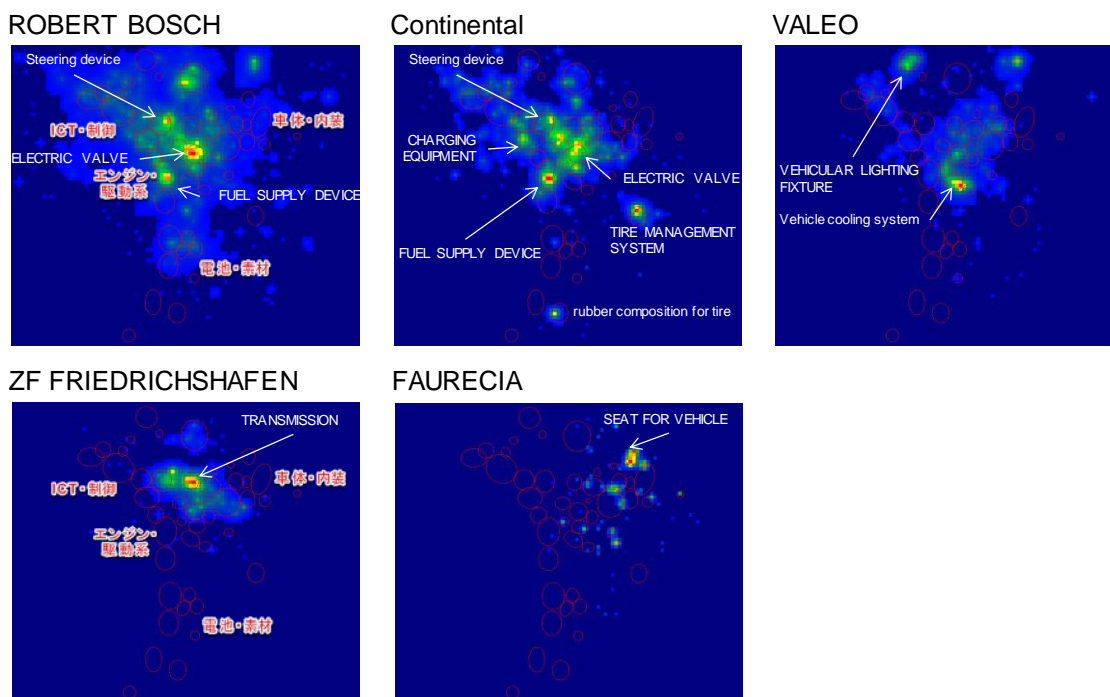 ROBERT BOSCH
Steering device
ICT・制御
車体・内装
ELECTRIC VALVE
エンジン・
駆動系
FUEL SUPPLY DEVICE
電池・素材
Continental
Steering device
CHARGING
EQUIPMENT
ELECTRIC VALVE
FUEL SUPPLY DEVICE
TIRE MANAGEMENT
SYSTEM
rubber composition for tire
VALEO
VEHICULAR LIGHTING
FIXTURE
Vehicle cooling system
ZF FRIEDRICHSHAFEN
TRANSMISSION
ICT・制御
車体・内装
エンジン・
駆動系
電池・素材
FAURECIA
SEAT FOR VEHICLE